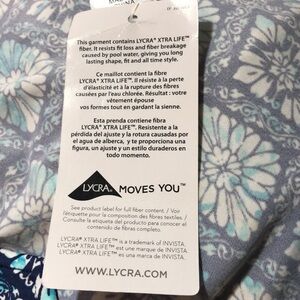 This garment contains LYCRA® XTRA LIFE™
fiber. It resists fit loss and fiber breakage
caused by pool water, giving you long
lasting shape, fit and all time style.
Ce maillot contient la fibre
LYCRA® XTRA LIFE™. Il résiste à la perte
d'élasticité et à la rupture des fibres
causées par l'eau chlorée. Résultat : votre
vêtement épouse
vos formes tout en gardant la sienne.
Esta prenda contiene fibra
LYCRA® XTRA LIFE™. Resistente a la
pérdida del ajuste y la rotura causadas por
el agua de alberca, y te proporciona una
figura, un ajuste y un estilo duraderos en
todo momento.
LYCRA® MOVES YOU™
See product label for full fiber content. / Voir
l'étiquette pour la composition des fibres textiles. /
Consulte la etiqueta del producto para conocer el
contenido de fibras completo.
LYCRA® XTRA LIFE™ is a trademark of INVISTA.
LYCRA® XTRA LIFE™ est une marque de INVISTA.
LYCRA® XTRA LIFE™ es una marca de INVISTA.
WWW.LYCRA.COM